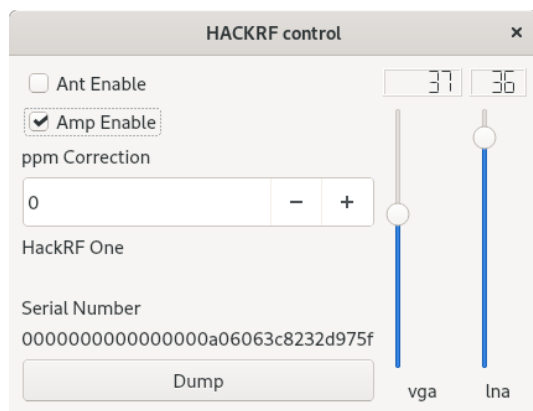 HACKRF control
×
Ant Enable
37 36
Amp Enable
ppm Correction
0 − +
HackRF One
Serial Number
0000000000000000a06063c8232d975f
Dump
vga lna